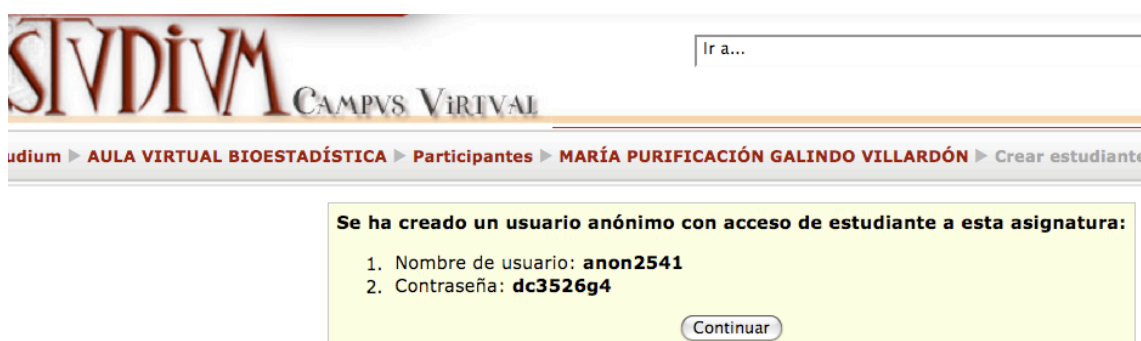 STVDIVM
CAMPVS VIRTVAL
Ir a...
udium ▶ AULA VIRTUAL BIOESTADÍSTICA ▶ Participantes ▶ MARÍA PURIFICACIÓN GALINDO VILLARDÓN ▶ Crear estudiante
Se ha creado un usuario anónimo con acceso de estudiante a esta asignatura:
1. Nombre de usuario: anon2541
2. Contraseña: dc3526g4
Continuar